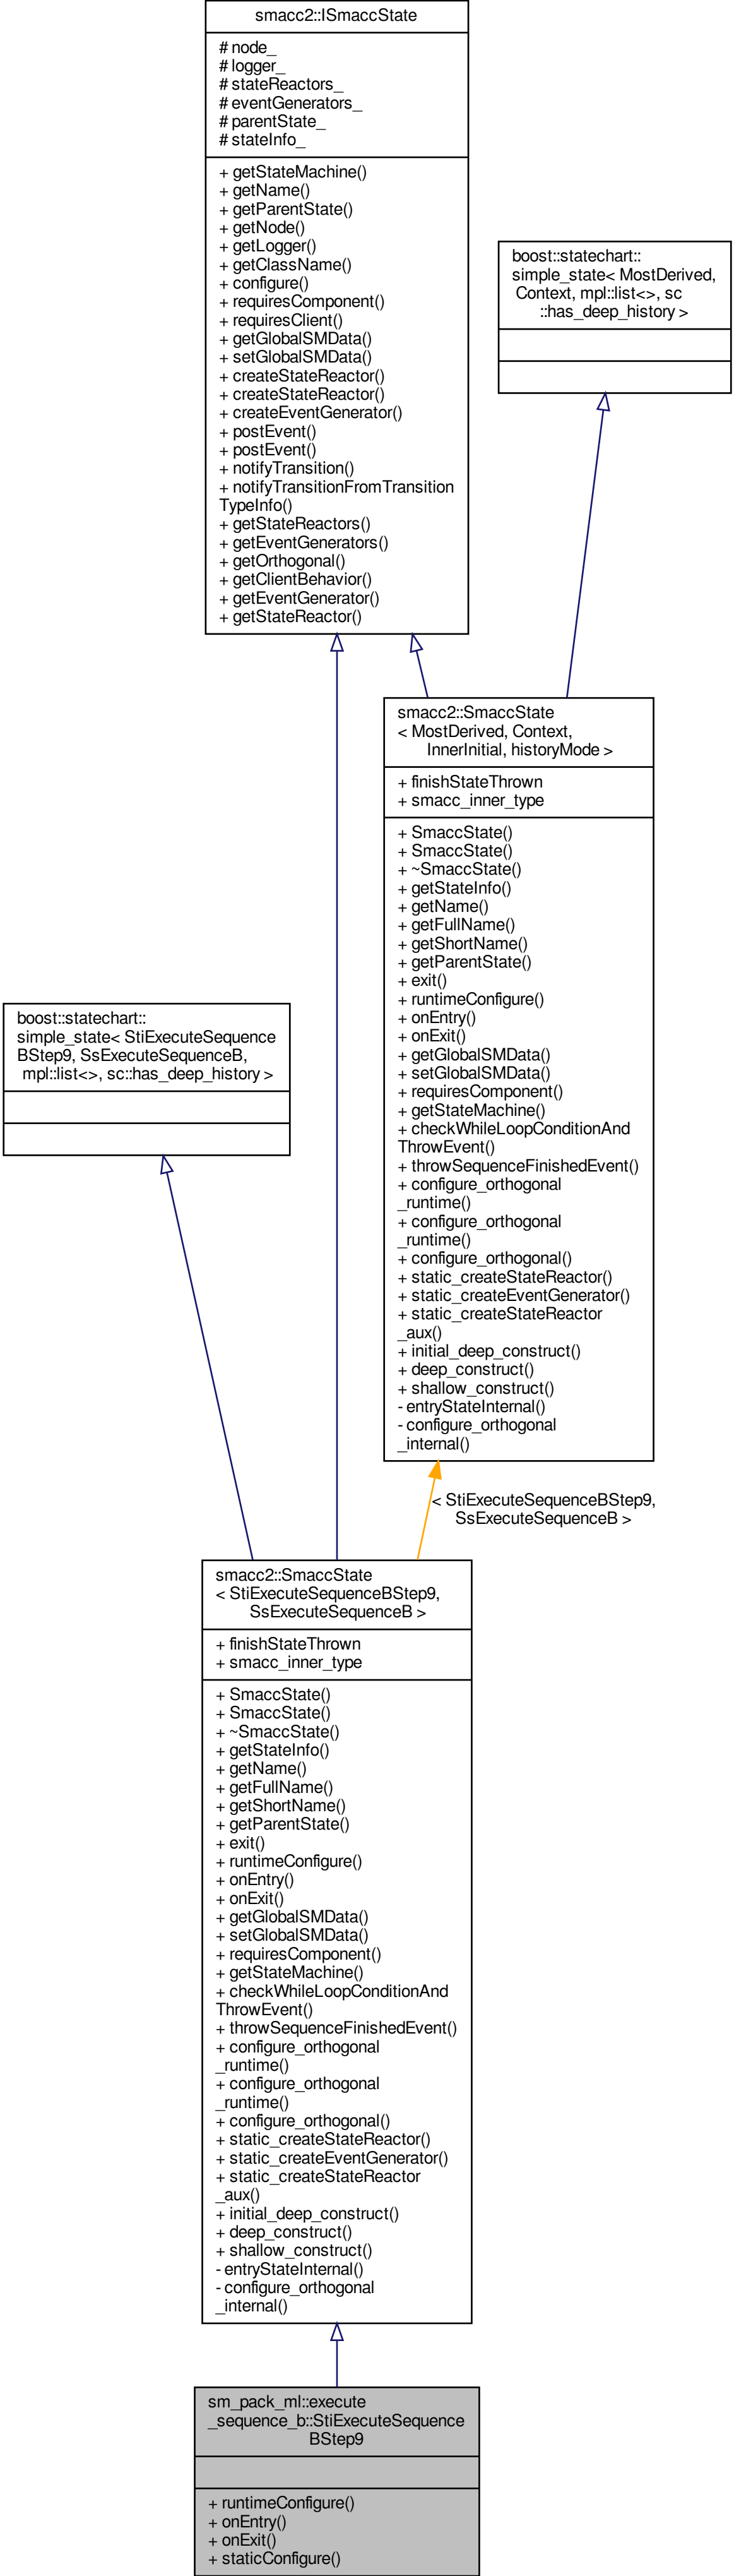 smacc2::ISmaccState
# node_
# logger_
# stateReactors_
# eventGenerators_
# parentState_
# stateInfo_
+ getStateMachine()
+ getName()
+ getParentState()
+ getNode()
+ getLogger()
+ getClassName()
+ configure()
+ requiresComponent()
+ requiresClient()
+ getGlobalSMData()
+ setGlobalSMData()
+ createStateReactor()
+ createStateReactor()
+ createEventGenerator()
+ postEvent()
+ postEvent()
+ notifyTransition()
+ notifyTransitionFromTransition
TypeInfo()
+ getStateReactors()
+ getEventGenerators()
+ getOrthogonal()
+ getClientBehavior()
+ getEventGenerator()
+ getStateReactor()
boost::statechart::
simple_state< MostDerived,
Context, mpl::list<>, sc
::has_deep_history >
smacc2::SmaccState
< MostDerived, Context,
InnerInitial, historyMode >
+ finishStateThrown
+ smacc_inner_type
+ SmaccState()
+ SmaccState()
+ ~SmaccState()
+ getStateInfo()
+ getName()
+ getFullName()
+ getShortName()
+ getParentState()
+ exit()
+ runtimeConfigure()
+ onEntry()
+ onExit()
+ getGlobalSMData()
+ setGlobalSMData()
+ requiresComponent()
+ getStateMachine()
+ checkWhileLoopConditionAnd
ThrowEvent()
+ throwSequenceFinishedEvent()
+ configure_orthogonal
_runtime()
+ configure_orthogonal
_runtime()
+ configure_orthogonal()
+ static_createStateReactor()
+ static_createEventGenerator()
+ static_createStateReactor
_aux()
+ initial_deep_construct()
+ deep_construct()
+ shallow_construct()
- entryStateInternal()
- configure_orthogonal
_internal()
boost::statechart::
simple_state< StiExecuteSequence
BStep9, SsExecuteSequenceB,
mpl::list<>, sc::has_deep_history >
< StiExecuteSequenceBStep9,
SsExecuteSequenceB >
smacc2::SmaccState
< StiExecuteSequenceBStep9,
SsExecuteSequenceB >
+ finishStateThrown
+ smacc_inner_type
+ SmaccState()
+ SmaccState()
+ ~SmaccState()
+ getStateInfo()
+ getName()
+ getFullName()
+ getShortName()
+ getParentState()
+ exit()
+ runtimeConfigure()
+ onEntry()
+ onExit()
+ getGlobalSMData()
+ setGlobalSMData()
+ requiresComponent()
+ getStateMachine()
+ checkWhileLoopConditionAnd
ThrowEvent()
+ throwSequenceFinishedEvent()
+ configure_orthogonal
_runtime()
+ configure_orthogonal
_runtime()
+ configure_orthogonal()
+ static_createStateReactor()
+ static_createEventGenerator()
+ static_createStateReactor
_aux()
+ initial_deep_construct()
+ deep_construct()
+ shallow_construct()
- entryStateInternal()
- configure_orthogonal
_internal()
sm_pack_ml::execute
_sequence_b::StiExecuteSequence
BStep9
+ runtimeConfigure()
+ onEntry()
+ onExit()
+ staticConfigure()